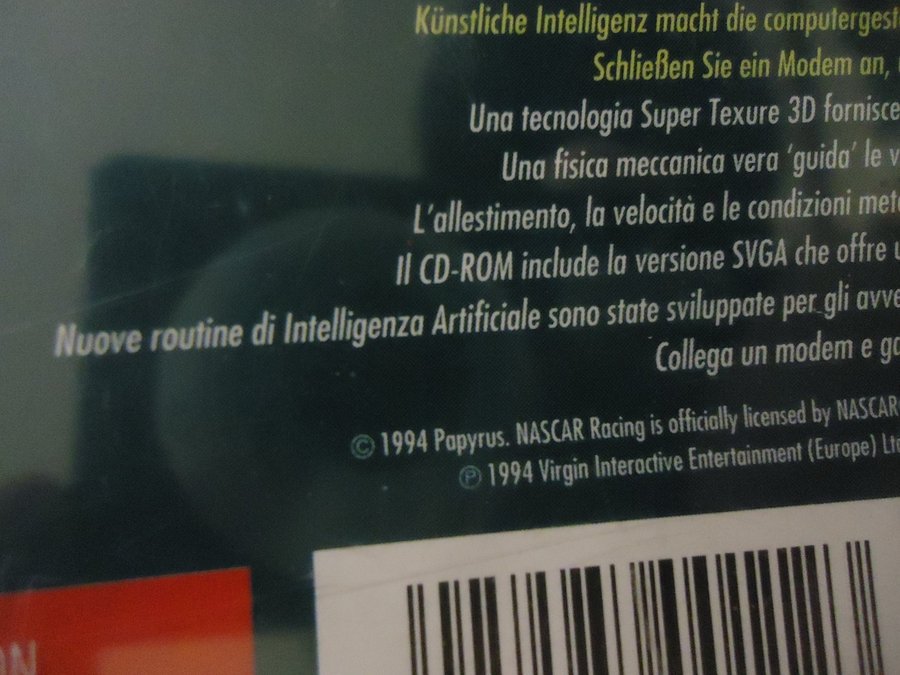 Künstliche Intelligenz macht die computergest
Schließen Sie ein Modem an,
Una tecnologia Super Texure 3D fornisce
Una fisica meccanica vera ‘guida’ le v
L'allestimento, la velocità e le condizioni mete
Il CD-ROM include la versione SVGA che offre u
Nuove routine di Intelligenza Artificiale sono state sviluppate per gli avve
Collega un modem e ga
© 1994 Papyrus. NASCAR Racing is officially licensed by NASCAR
℗ 1994 Virgin Interactive Entertainment (Europe) Ltd
ON